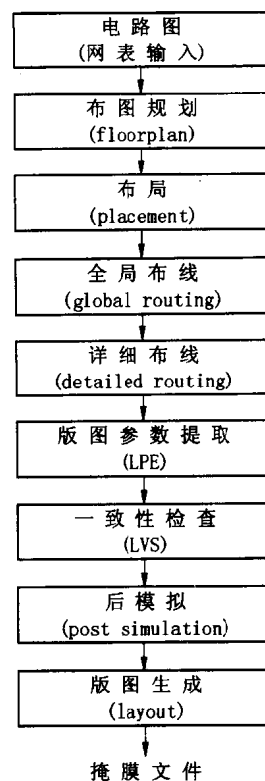 电路图
(网表输入)
布图规划
(floorplan)
布局
(placement)
全局布线
(global routing)
详细布线
(detailed routing)
版图参数提取
(LPE)
一致性检查
(LVS)
后模拟
(post simulation)
版图生成
(layout)
掩膜文件